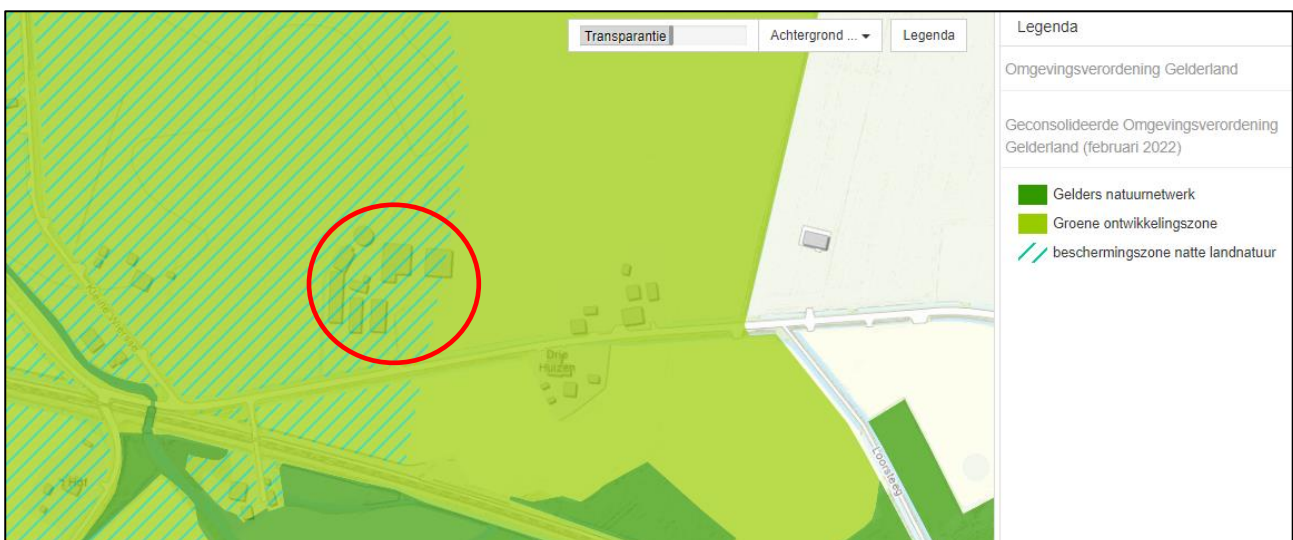 Transparantie
Achtergrond ...
Legenda
Legenda
Omgevingsverordening Gelderland
Geconsolideerde Omgevingsverordening
Gelderland (februari 2022)
Gelders natuurnetwerk
Groene ontwikkelingszone
beschermingszone natte landnatuur
Drie
Huizen
Loorsteeg